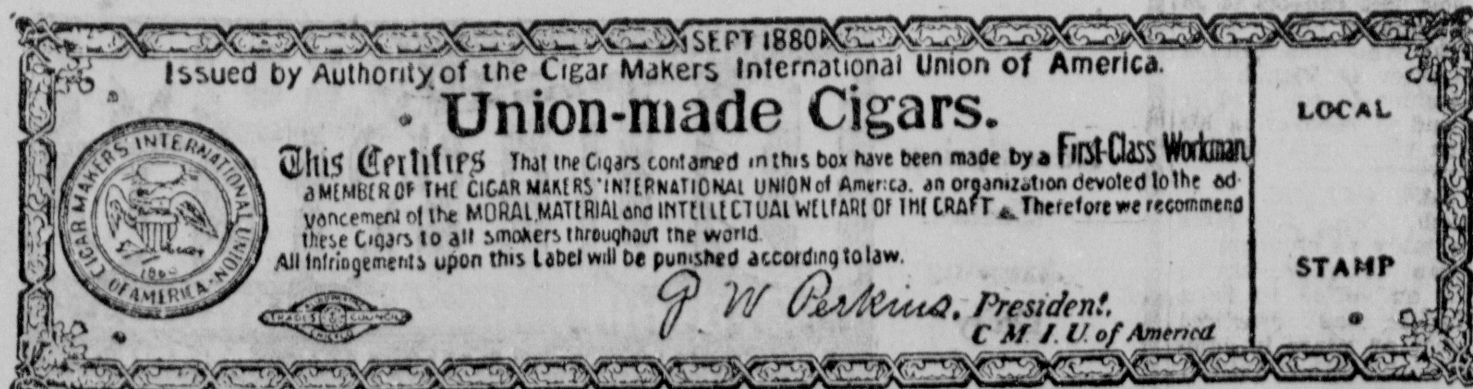 SEPT 1880
Issued by Authority of the Cigar Makers International Union of America.
Union-made Cigars.
This Certifies That the Cigars contained in this box have been made by a First-Class Workman,
a MEMBER OF THE CIGAR MAKERS' INTERNATIONAL UNION of America, an organization devoted to the ad-
vancement of the MORAL, MATERIAL and INTELLECTUAL WELFARE OF THE CRAFT. Therefore we recommend
these Cigars to all smokers throughout the world.
All Infringements upon this Label will be punished according to law.
G. W. Perkins, President,
C M I U of America
CIGAR MAKERS INTERNATIONAL UNION
OF AMERICA
TRADES COUNCIL
LOCAL
STAMP